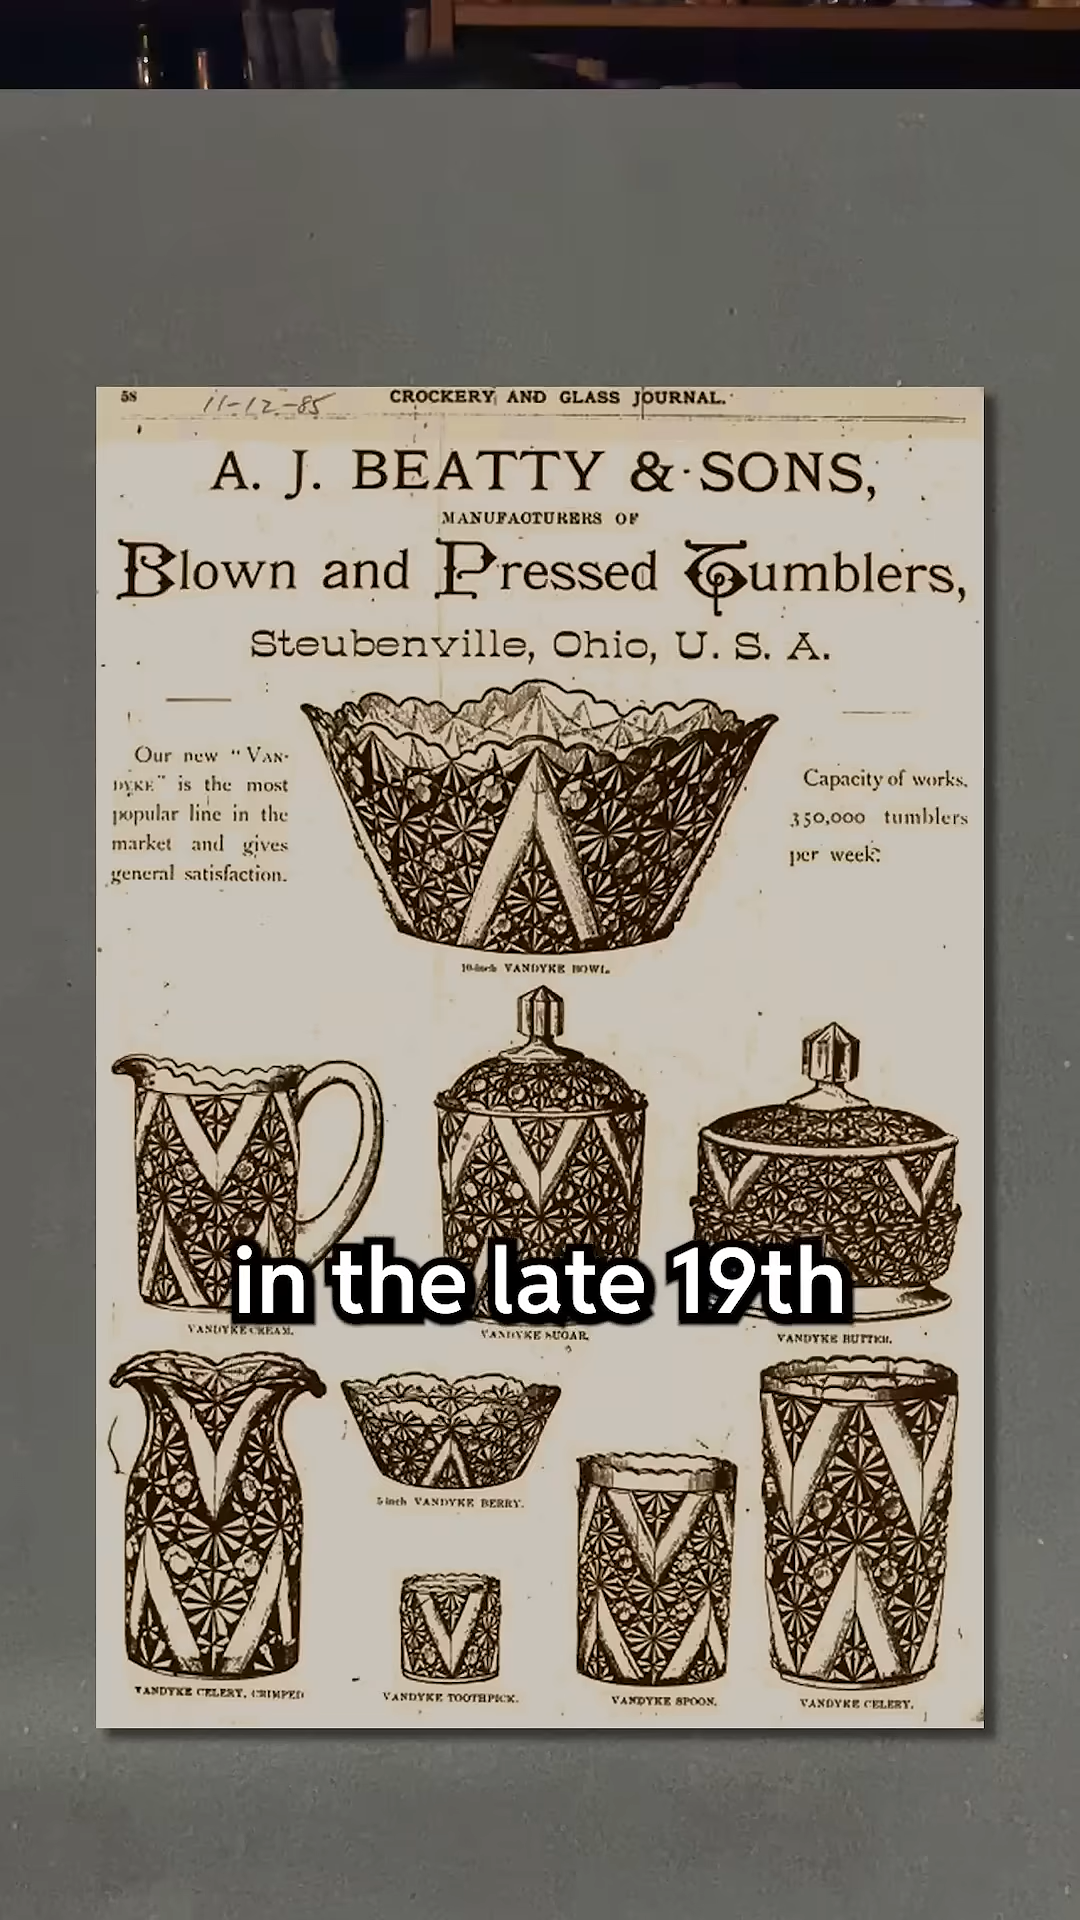 58
11-12-85
CROCKERY AND GLASS JOURNAL.
A. J. BEATTY & SONS,
MANUFACTURERS OF
Blown and Pressed Tumblers,
Steubenville, Ohio, U. S. A.
Our new "VAN-
DYKE" is the most
popular line in the
market and gives
general satisfaction.
Capacity of works.
350,000 tumblers
per week.
10-inch VANDYKE BOWL.
in the late 19th
VANDYKE CREAM.
VANDYKE SUGAR.
VANDYKE BUTTER.
5-inch VANDYKE BERRY.
VANDYKE CELERY, CRIMPED
VANDYKE TOOTHPICK.
VANDYKE SPOON.
VANDYKE CELERY.